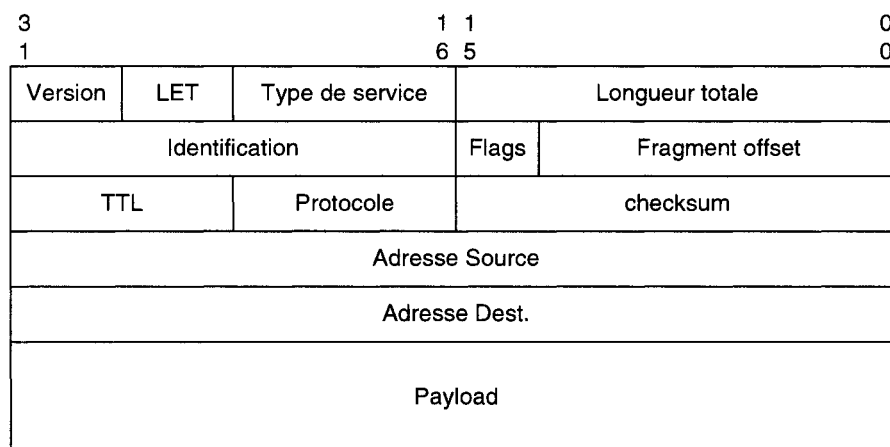 3 1 1 0
1 6 5 0
Version LET Type de service Longueur totale
Identification Flags Fragment offset
TTL Protocole checksum
Adresse Source
Adresse Dest.
Payload